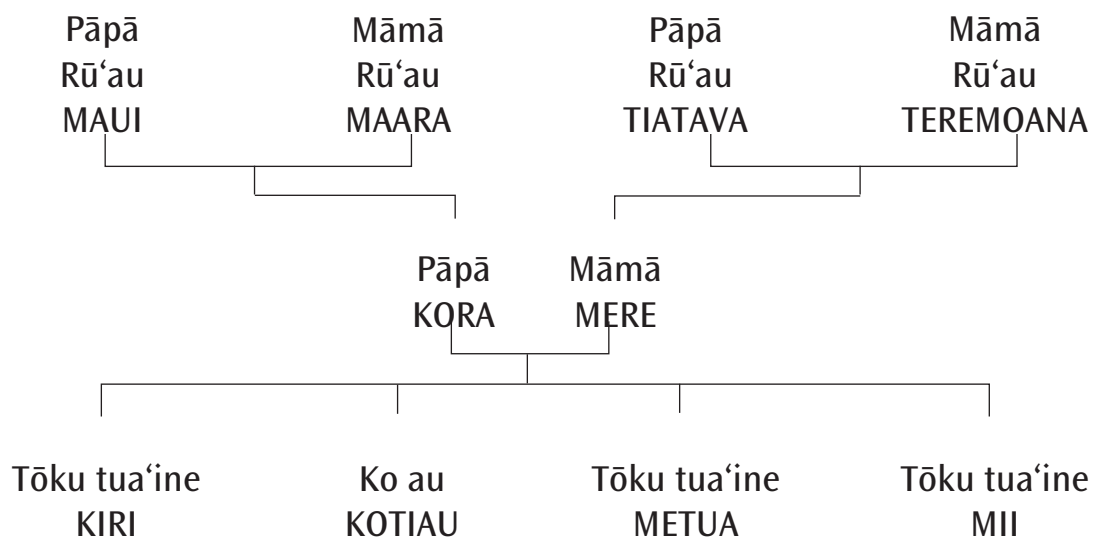 Pāpā Māmā Pāpā Māmā
Rū‘au Rū‘au Rū‘au Rū‘au
MAUI MAARA TIATAVA TEREMOANA
Pāpā Māmā
KORA MERE
Tōku tua‘ine Ko au Tōku tua‘ine Tōku tua‘ine
KIRI KOTIAU METUA MII